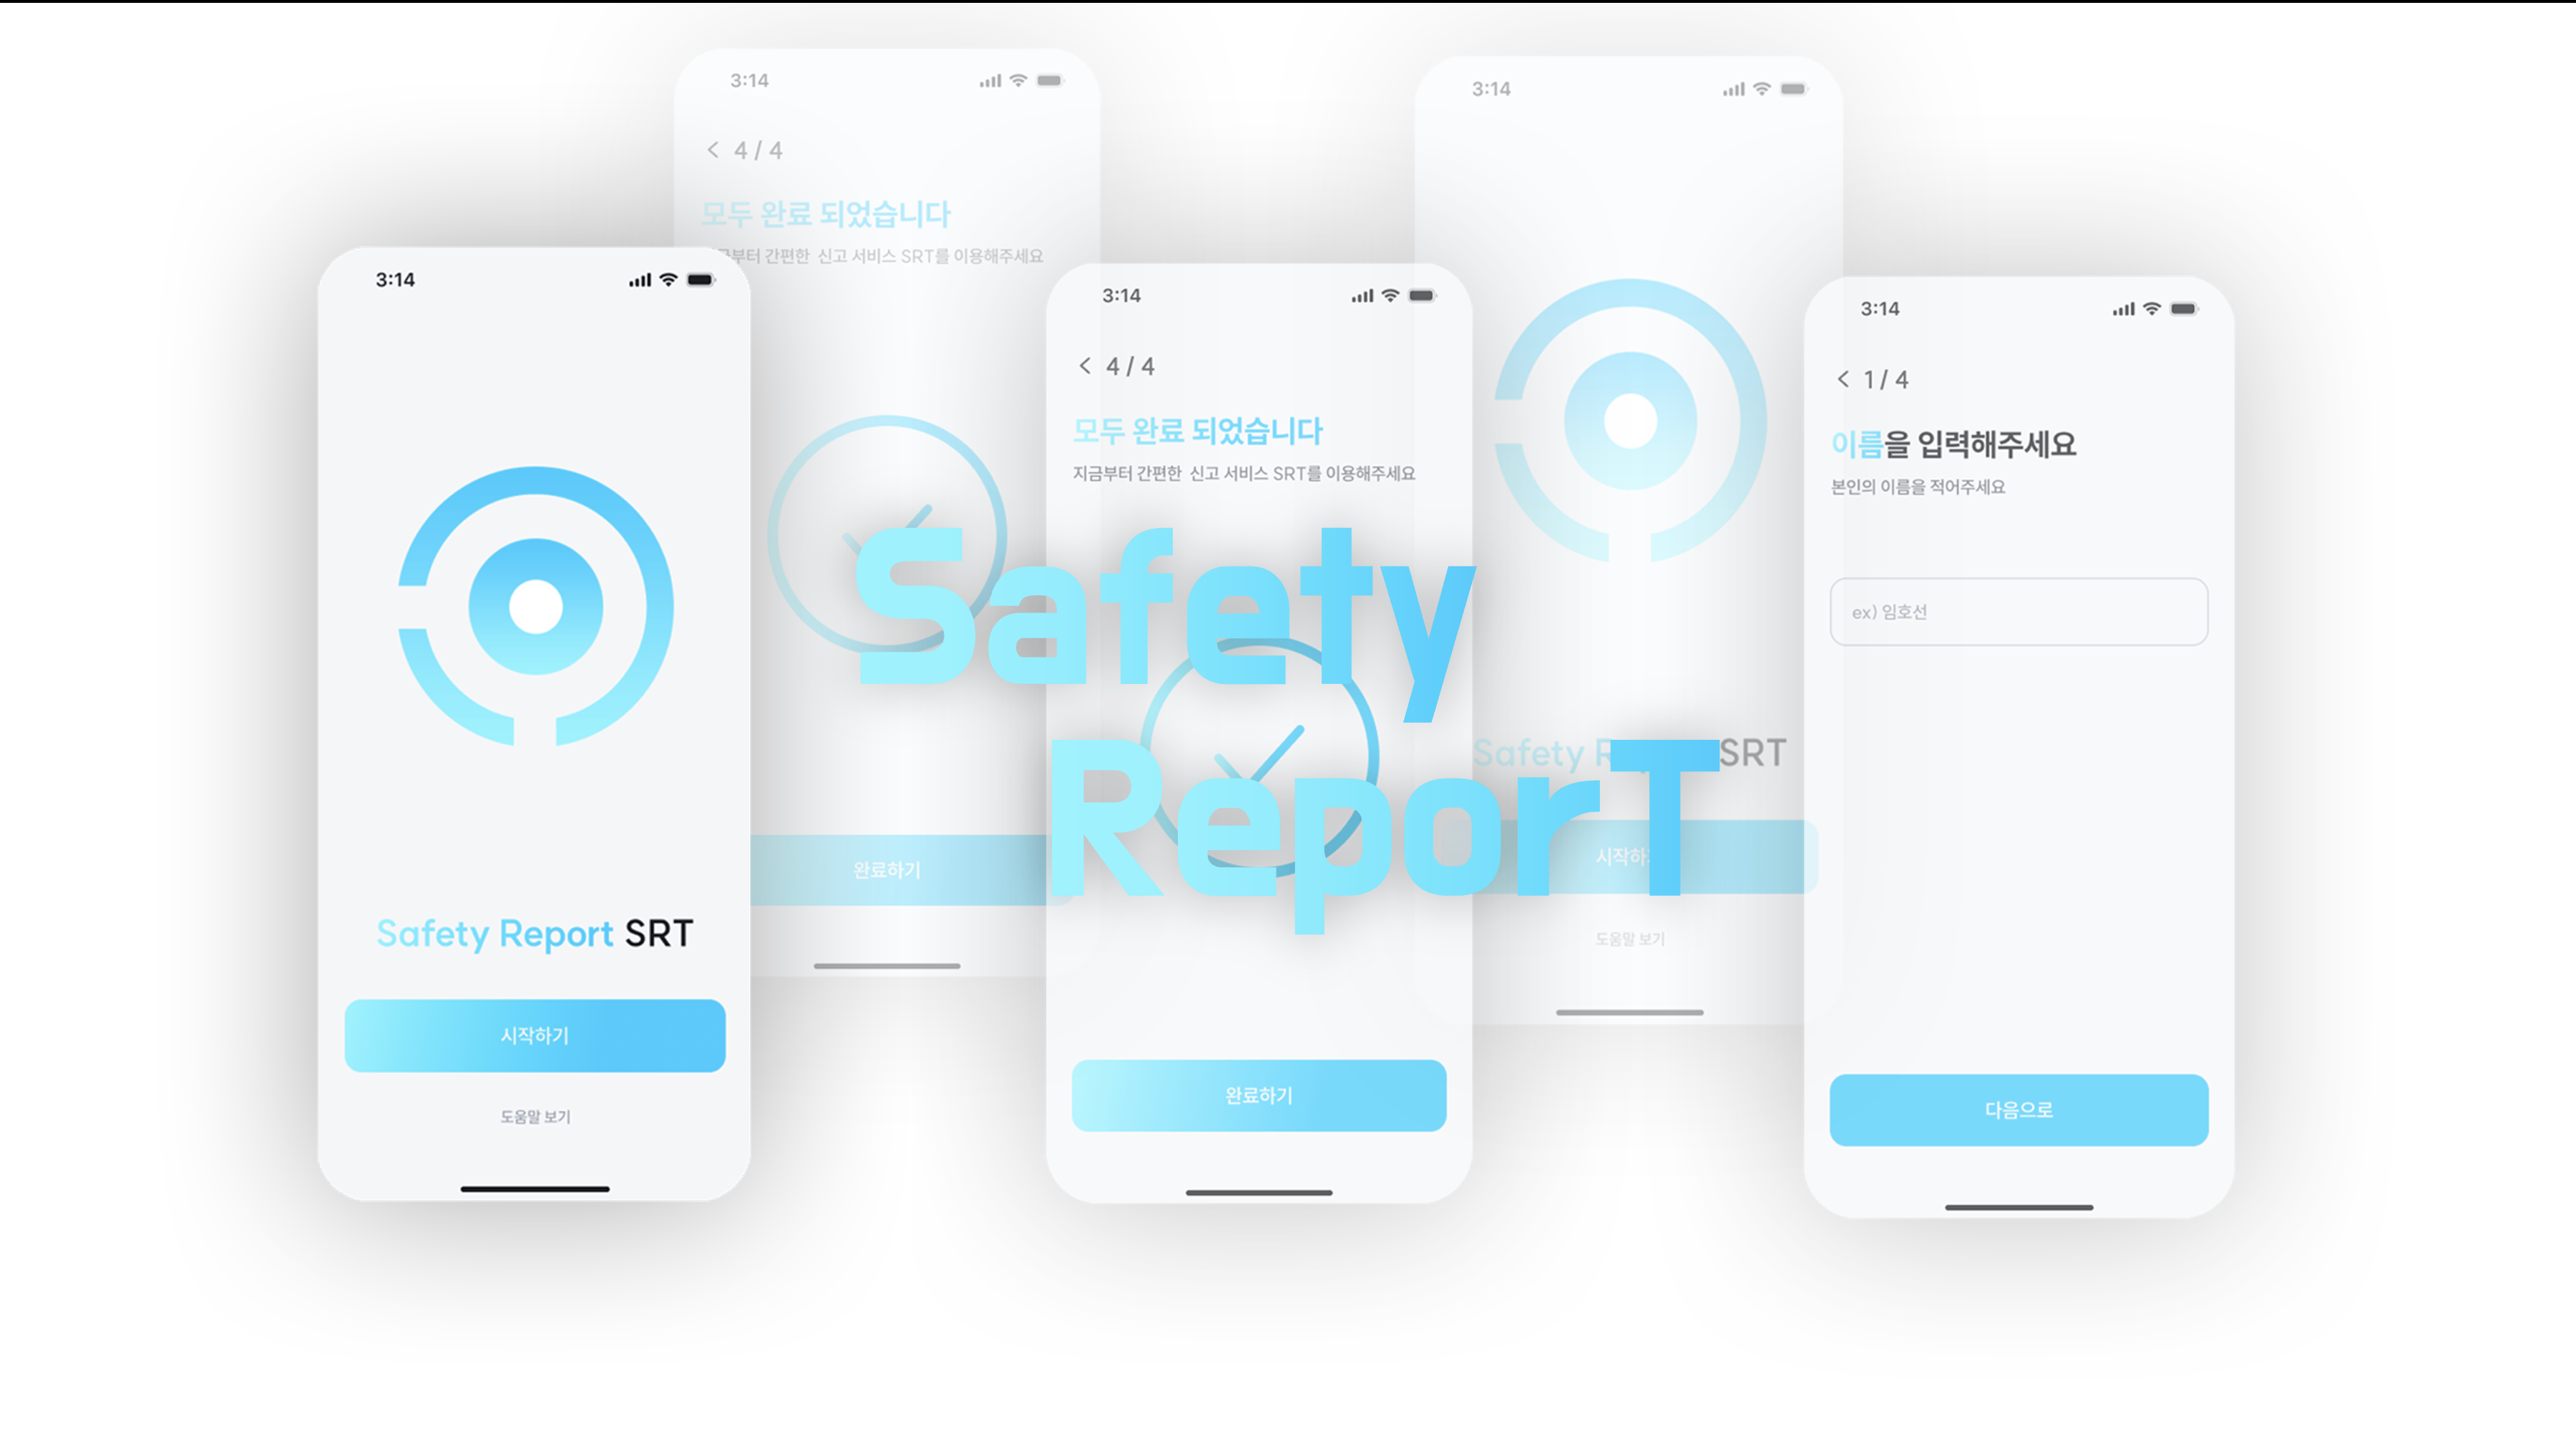 3:14
4 / 4
모두 완료 되었습니다
부터 간편한 신고 서비스 SRT를 이용해주세요
완료하기
3:14
Safety SRT
시작하
도움말 보기
3:14
Safety Report SRT
시작하기
도움말 보기
3:14
4 / 4
모두 완료 되었습니다
지금부터 간편한 신고 서비스 SRT를 이용해주세요
완료하기
3:14
1 / 4
이름을 입력해주세요
본인의 이름을 적어주세요
ex) 임호선
다음으로
Safety
ReporT